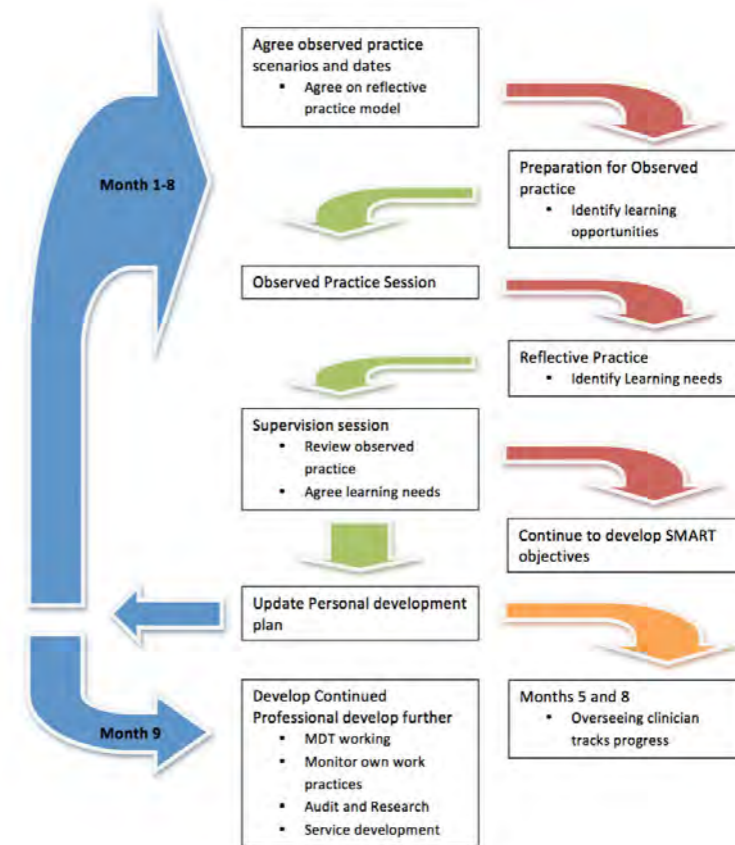 Agree observed practice
scenarios and dates
▪ Agree on reflective
practice model
Month 1-8
Preparation for Observed
practice
▪ Identify learning
opportunities
Observed Practice Session
Reflective Practice
▪ Identify Learning needs
Supervision session
▪ Review observed
practice
▪ Agree learning needs
Continue to develop SMART
objectives
Update Personal development
plan
Months 5 and 8
▪ Overseeing clinician
tracks progress
Month 9
Develop Continued
Professional develop further
▪ MDT working
▪ Monitor own work
practices
▪ Audit and Research
▪ Service development